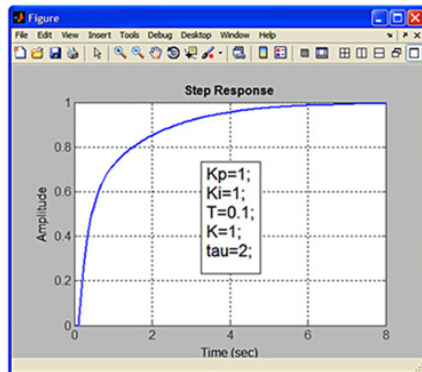 Figure
File Edit View Insert Tools Debug Desktop Window Help
Step Response
1
0.8
0.6
0.4
0.2
0
Amplitude
Kp=1;
Ki=1;
T=0.1;
K=1;
tau=2;
0 2 4 6 8
Time (sec)